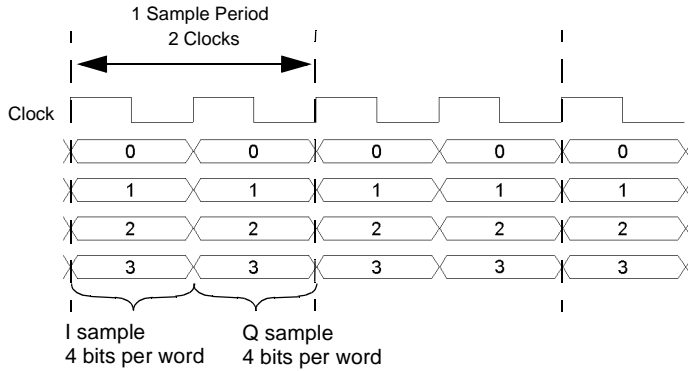 1 Sample Period
2 Clocks
Clock
0 0 0 0 0
1 1 1 1 1
2 2 2 2 2
3 3 3 3 3
I sample
4 bits per word
Q sample
4 bits per word